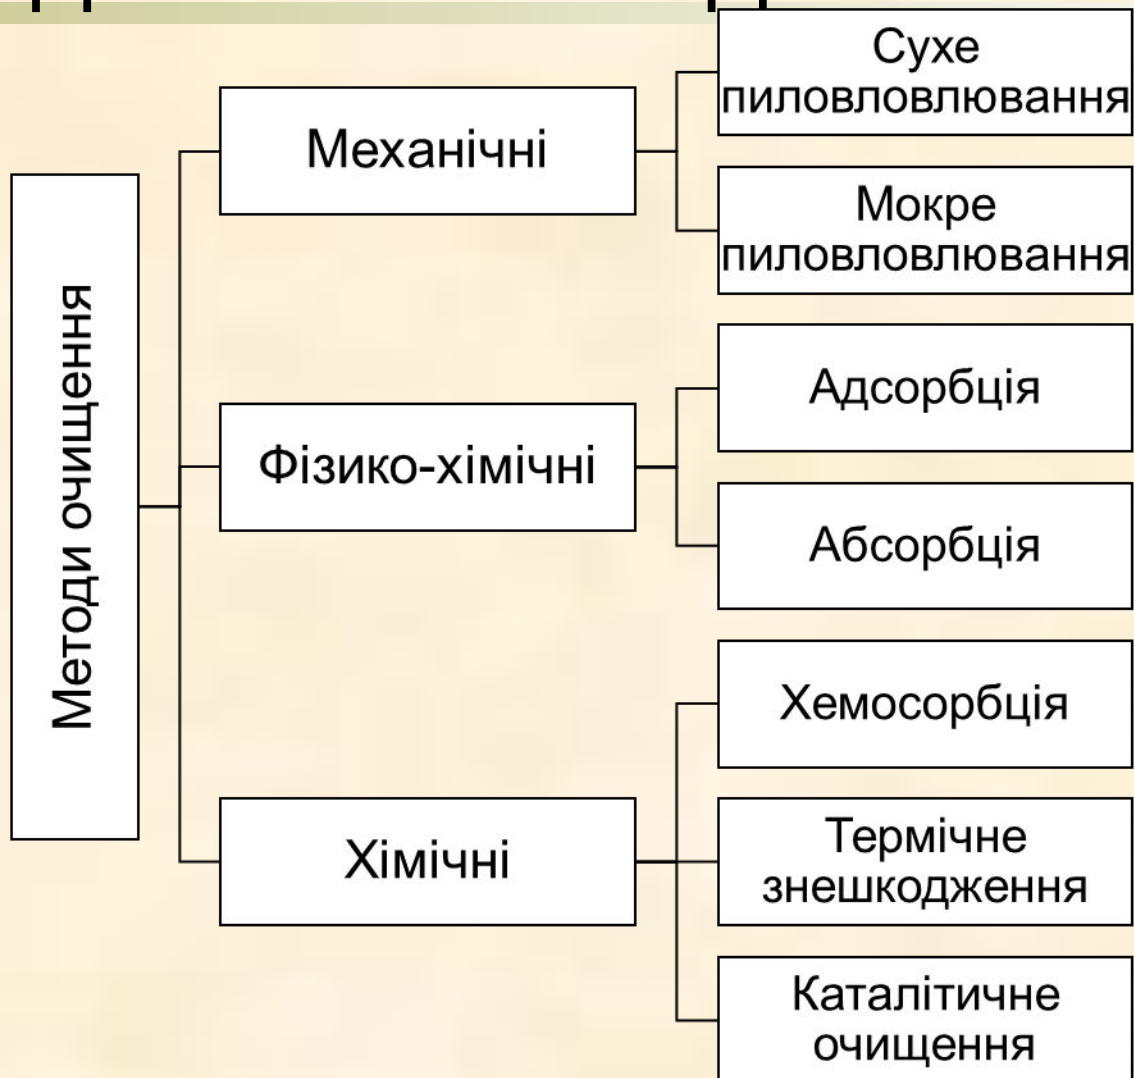 Методи очищення
Механічні
Сухе
пиловловлювання
Мокре
пиловловлювання
Фізико-хімічні
Адсорбція
Абсорбція
Хімічні
Хемосорбція
Термічне
знешкодження
Каталітичне
очищення